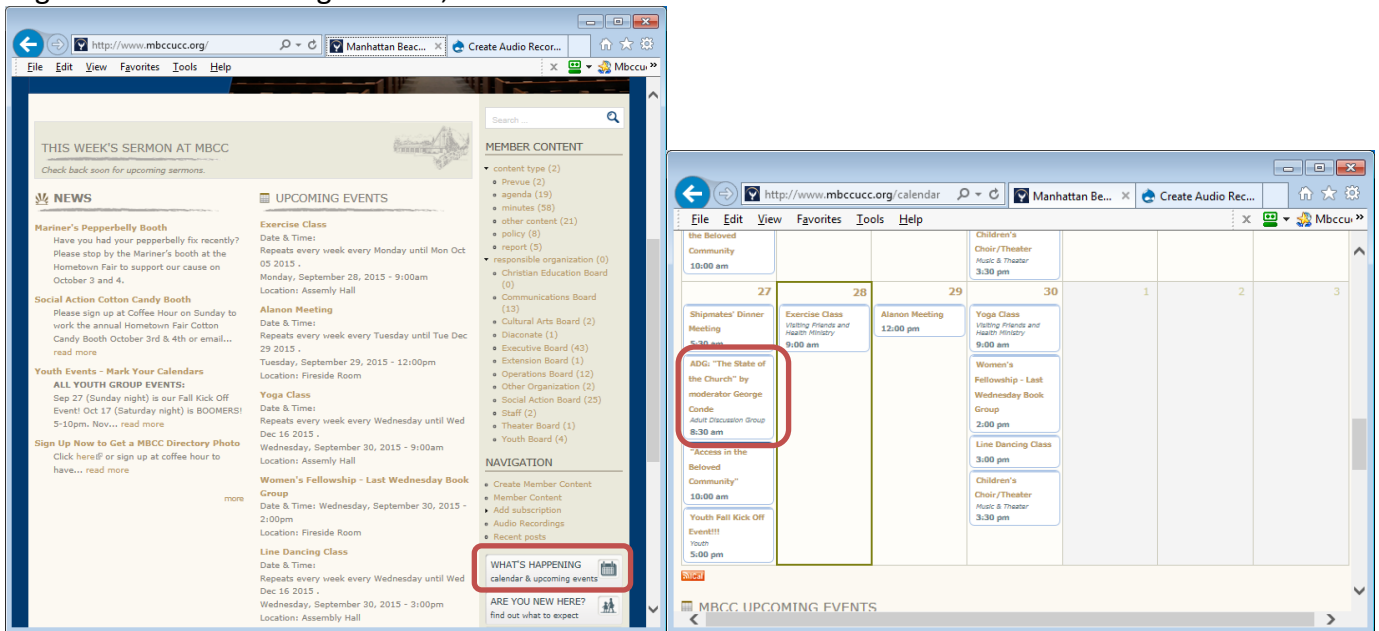 http://www.mbccucc.org/
Manhattan Beac...
Create Audio Recor...
File Edit View Favorites Tools Help
Mbccu
Search ...
THIS WEEK'S SERMON AT MBCC
Check back soon for upcoming sermons.
NEWS
Mariner's Pepperbelly Booth
Have you had your pepperbelly fix recently?
Please stop by the Mariner's booth at the
Hometown Fair to support our cause on
October 3 and 4.
Social Action Cotton Candy Booth
Please sign up at Coffee Hour on Sunday to
work the annual Hometown Fair Cotton
Candy Booth October 3rd & 4th or email...
read more
Youth Events - Mark Your Calendars
ALL YOUTH GROUP EVENTS:
Sep 27 (Sunday night) is our Fall Kick Off
Event! Oct 17 (Saturday night) is BOOMERS!
5-10pm. Nov... read more
Sign Up Now to Get a MBCC Directory Photo
Click here or sign up at coffee hour to
have... read more
more
UPCOMING EVENTS
Exercise Class
Date & Time:
Repeats every week every Monday until Mon Oct
05 2015 .
Monday, September 28, 2015 - 9:00am
Location: Assemly Hall
Alanon Meeting
Date & Time:
Repeats every week every Tuesday until Tue Dec
29 2015 .
Tuesday, September 29, 2015 - 12:00pm
Location: Fireside Room
Yoga Class
Date & Time:
Repeats every week every Wednesday until Wed
Dec 16 2015 .
Wednesday, September 30, 2015 - 9:00am
Location: Assemly Hall
Women's Fellowship - Last Wednesday Book
Group
Date & Time: Wednesday, September 30, 2015 -
2:00pm
Location: Fireside Room
Line Dancing Class
Date & Time:
Repeats every week every Wednesday until Wed
Dec 16 2015 .
Wednesday, September 30, 2015 - 3:00pm
Location: Assembly Hall
MEMBER CONTENT
content type (2)
Prevue (2)
agenda (19)
minutes (58)
other content (21)
policy (8)
report (5)
responsible organization (0)
Christian Education Board
(0)
Communications Board
(13)
Cultural Arts Board (2)
Diaconate (1)
Executive Board (43)
Extension Board (1)
Operations Board (12)
Other Organization (2)
Social Action Board (25)
Staff (2)
Theater Board (1)
Youth Board (4)
NAVIGATION
Create Member Content
Member Content
Add subscription
Audio Recordings
Recent posts
WHAT'S HAPPENING
calendar & upcoming events
ARE YOU NEW HERE?
find out what to expect
http://www.mbccucc.org/calendar
Manhattan Be...
Create Audio Rec...
File Edit View Favorites Tools Help
Mbccu
the Beloved
Community
10:00 am
Children's
Choir/Theater
Music & Theater
3:30 pm
27 28 29 30 1 2 3
Shipmates' Dinner
Meeting
5:30 am
ADG: "The State of
the Church" by
moderator George
Conde
Adult Discussion Group
8:30 am
"Access in the
Beloved
Community"
10:00 am
Youth Fall Kick Off
Event!!!
Youth
5:00 pm
Exercise Class
Visiting Friends and
Health Ministry
9:00 am
Alanon Meeting
12:00 pm
Yoga Class
Visiting Friends and
Health Ministry
9:00 am
Women's
Fellowship - Last
Wednesday Book
Group
2:00 pm
Line Dancing Class
3:00 pm
Children's
Choir/Theater
Music & Theater
3:30 pm
iCal
MBCC UPCOMING EVENTS